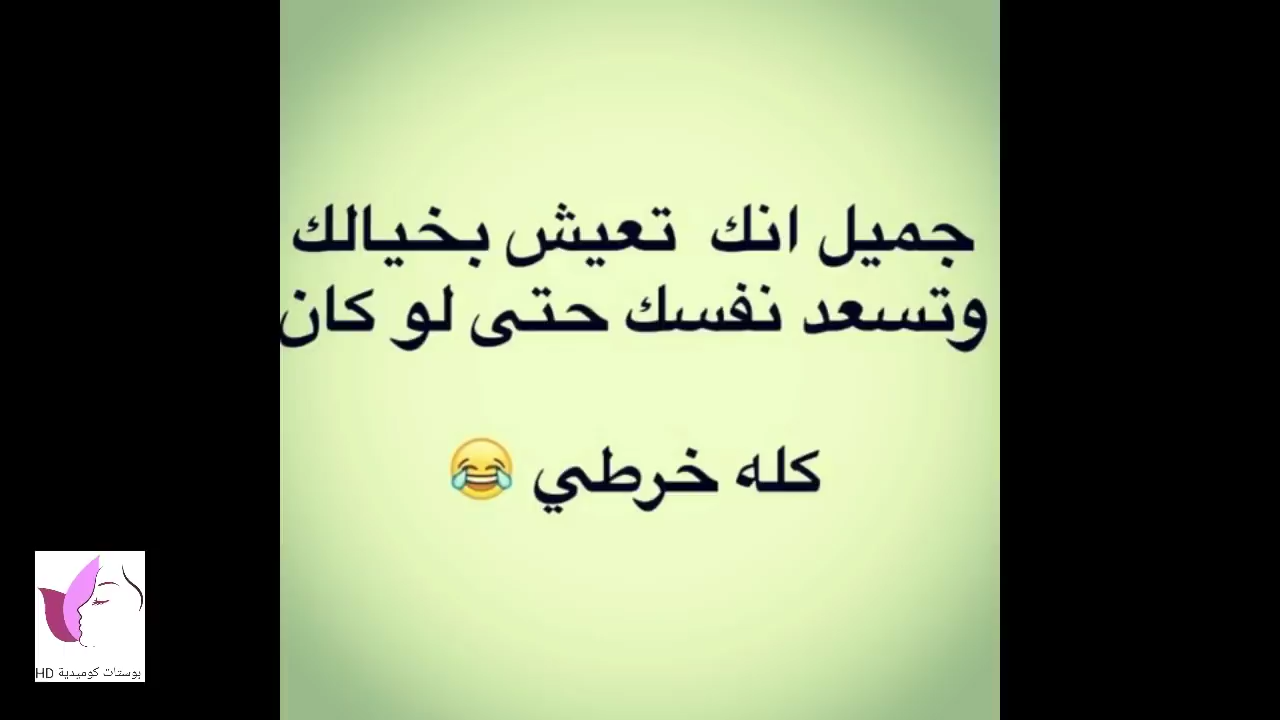 جميل انك تعيش بخيالك
وتسعد نفسك حتى لو كان
كله خرطي 😂
بوستات كوميدية HD